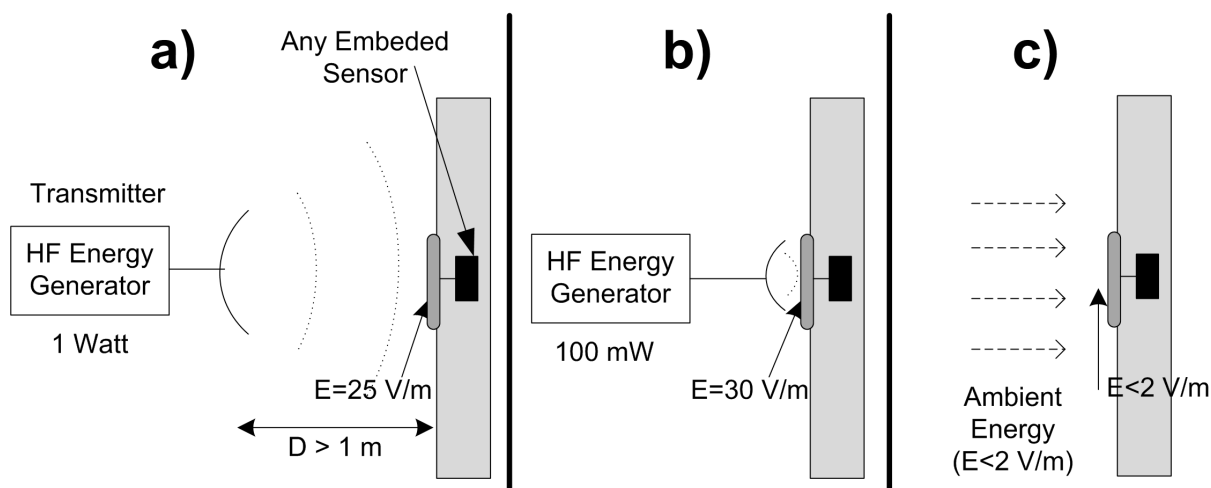 a)
Any Embeded
Sensor
Transmitter
HF Energy
Generator
1 Watt
E=25 V/m
D > 1 m
b)
HF Energy
Generator
100 mW
E=30 V/m
c)
E<2 V/m
Ambient
Energy
(E<2 V/m)